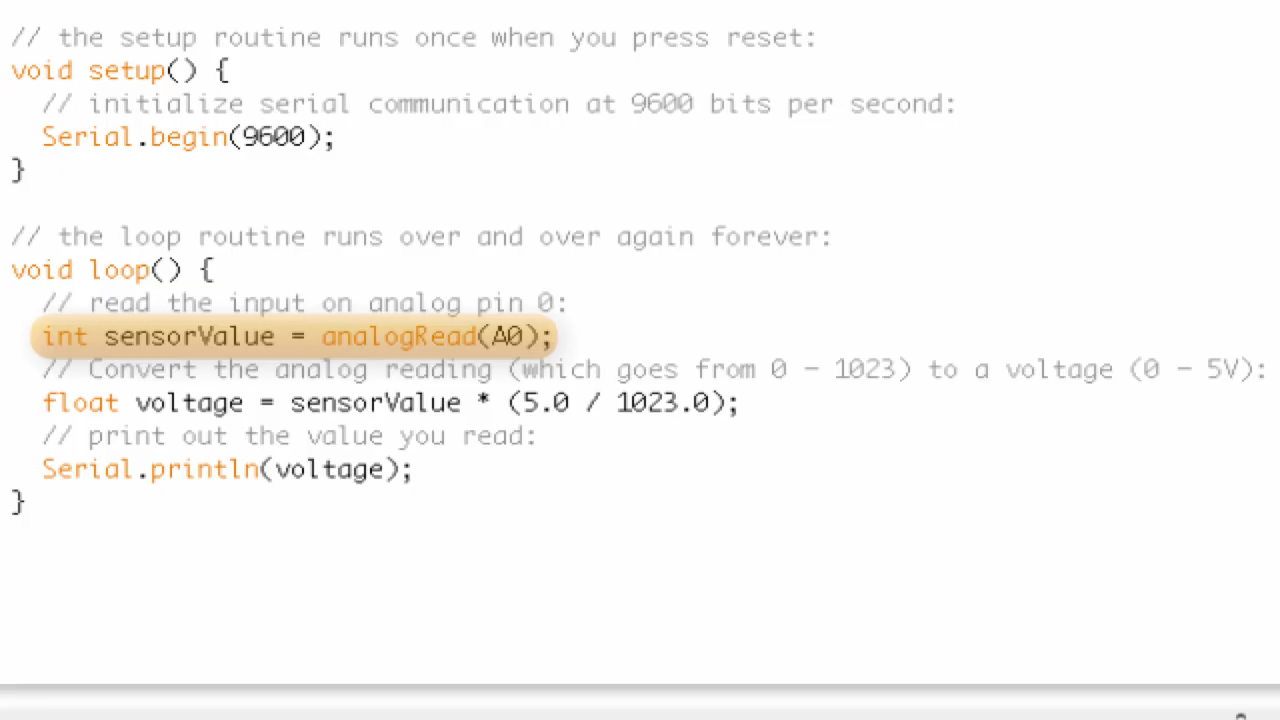 // the setup routine runs once when you press reset:
void setup() {
  // initialize serial communication at 9600 bits per second:
  Serial.begin(9600);
}

// the loop routine runs over and over again forever:
void loop() {
  // read the input on analog pin 0:
  int sensorValue = analogRead(A0);
  // Convert the analog reading (which goes from 0 - 1023) to a voltage (0 - 5V):
  float voltage = sensorValue * (5.0 / 1023.0);
  // print out the value you read:
  Serial.println(voltage);
}